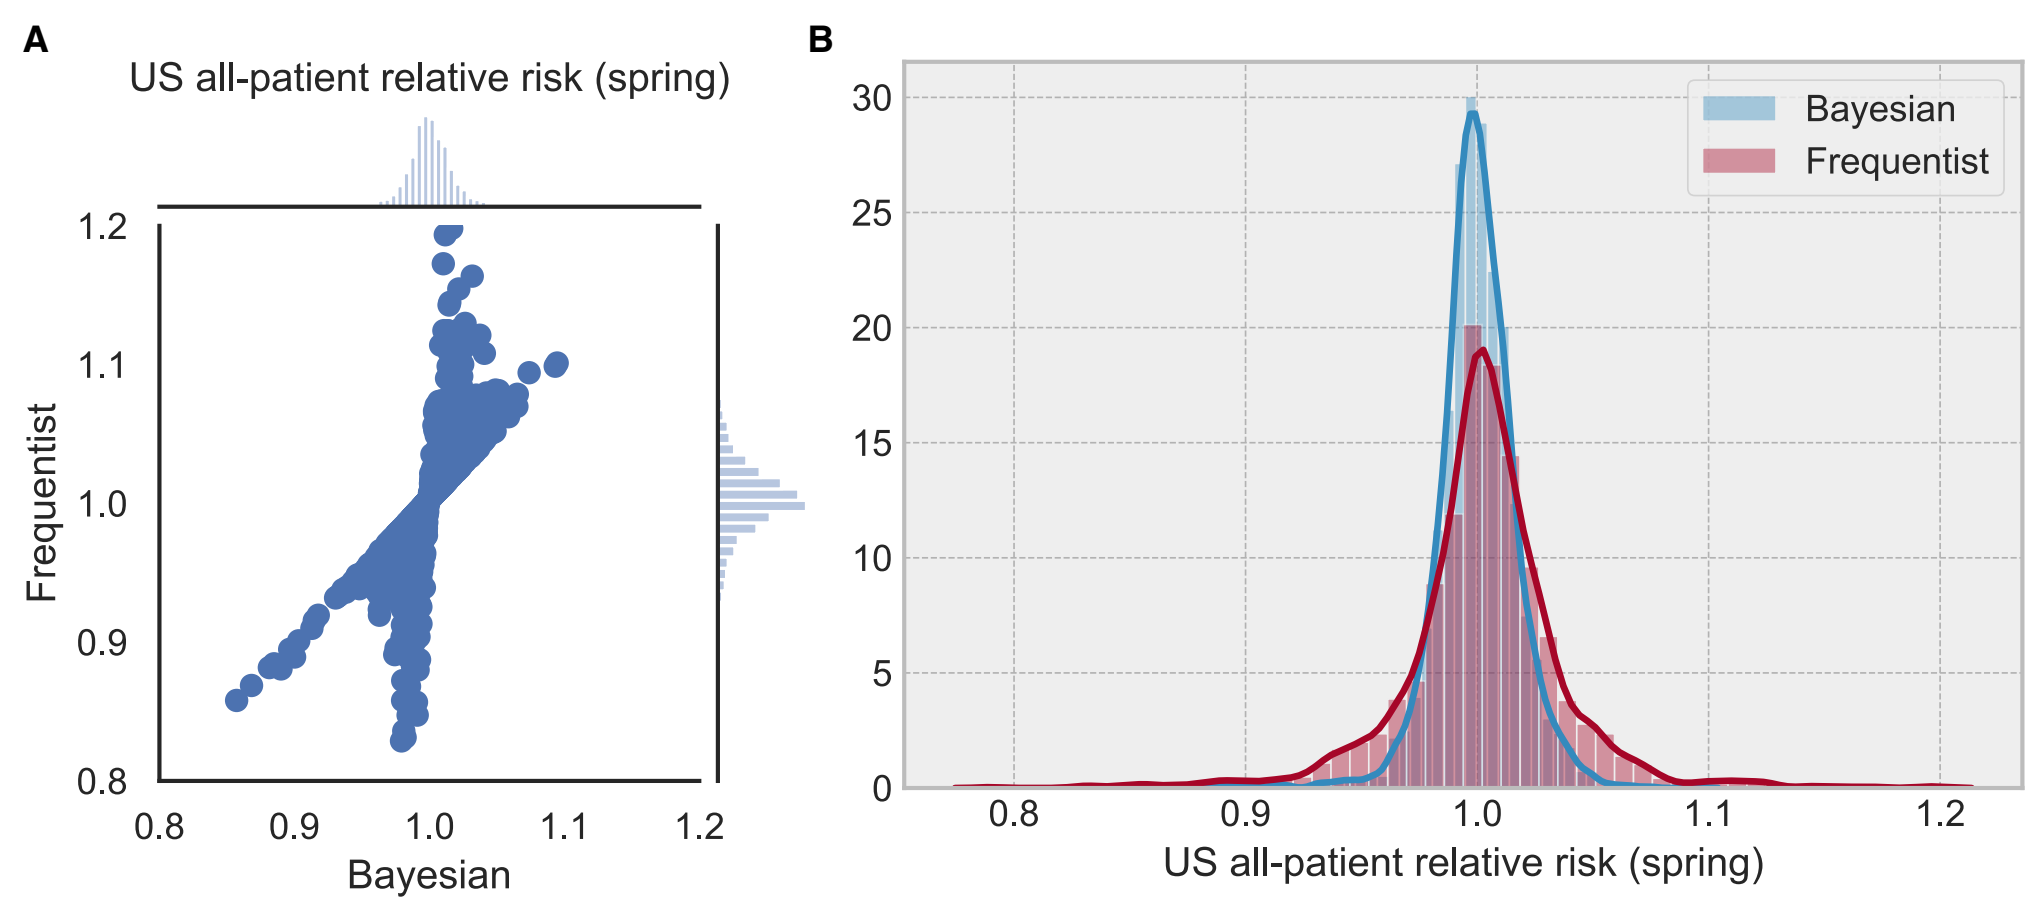 A
US all-patient relative risk (spring)
1.2
1.1
1.0
0.9
0.8
Frequentist
0.8 0.9 1.0 1.1 1.2
Bayesian
B
30
25
20
15
10
5
0
Bayesian
Frequentist
0.8 0.9 1.0 1.1 1.2
US all-patient relative risk (spring)